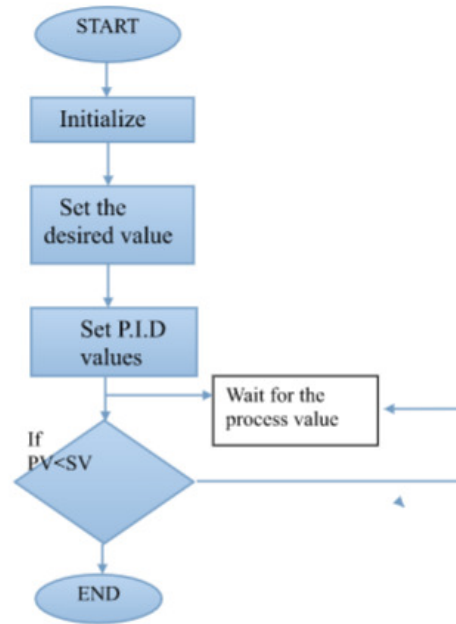 START
Initialize
Set the
desired value
Set P.I.D
values
Wait for the
process value
If
PV<SV
END